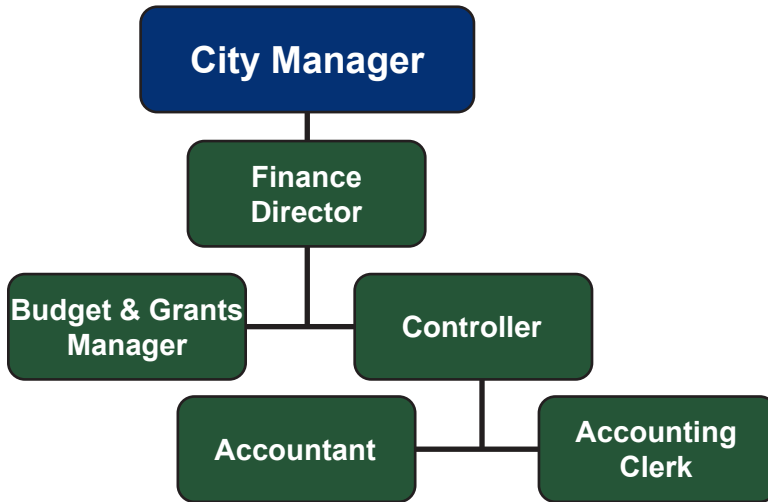 City Manager
Finance
Director
Budget & Grants
Manager
Controller
Accountant
Accounting
Clerk